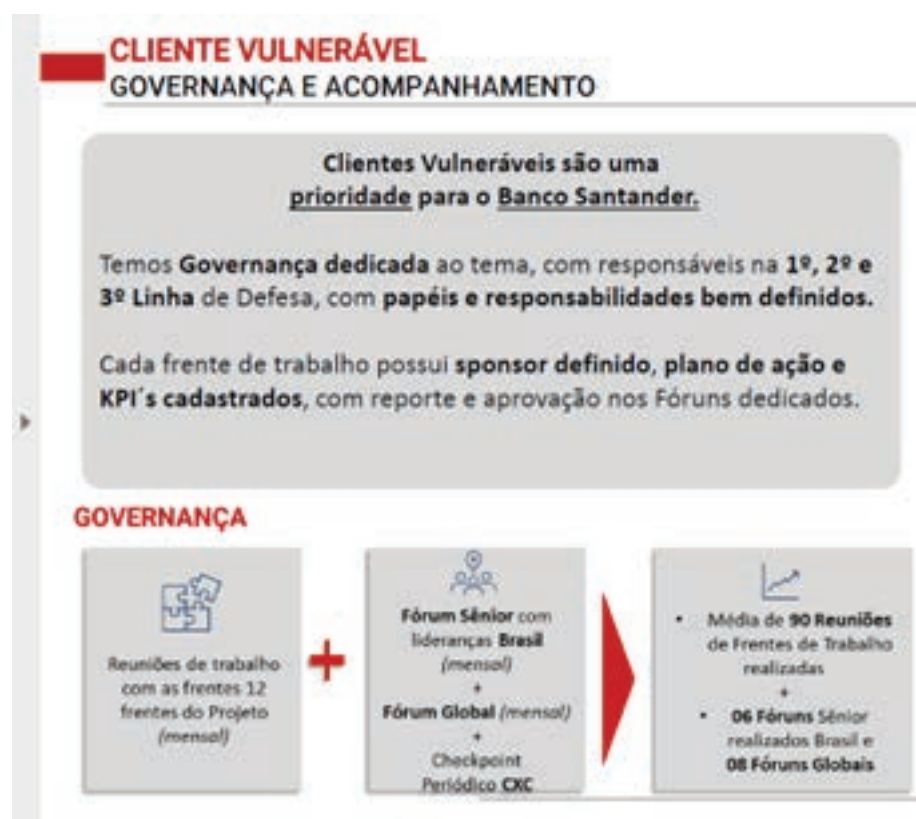 CLIENTE VULNERÁVEL
GOVERNANÇA E ACOMPANHAMENTO
Clientes Vulneráveis são uma
prioridade para o Banco Santander.
Temos Governança dedicada ao tema, com responsáveis na 1º, 2º e
3º Linha de Defesa, com papéis e responsabilidades bem definidos.
Cada frente de trabalho possui sponsor definido, plano de ação e
KPI´s cadastrados, com reporte e aprovação nos Fóruns dedicados.
GOVERNANÇA
Reuniões de trabalho
com as frentes 12
frentes do Projeto
(mensal)
+
Fórum Sênior com
lideranças Brasil
(mensal)
+
Fórum Global (mensal)
+
Checkpoint
Periódico CXC
• Média de 90 Reuniões
de Frentes de Trabalho
realizadas
+
• 06 Fóruns Sênior
realizados Brasil e
08 Fóruns Globais